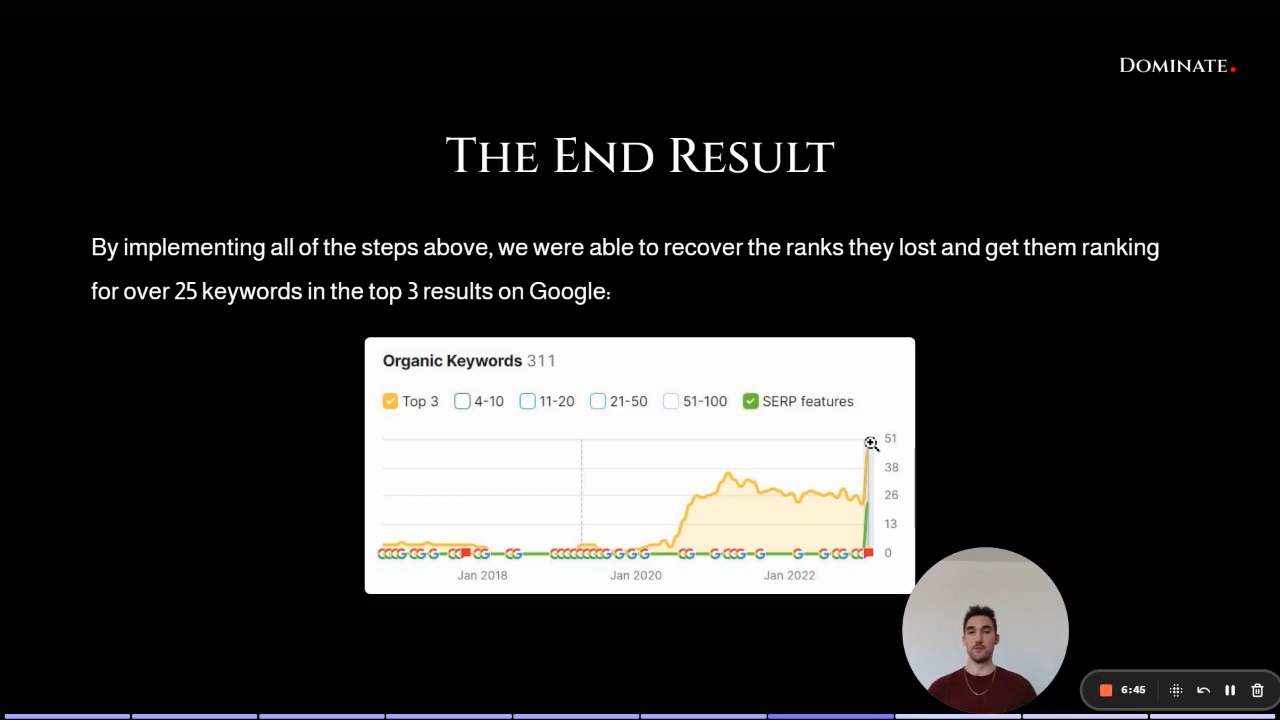 Dominate.
The End Result
By implementing all of the steps above, we were able to recover the ranks they lost and get them ranking
for over 25 keywords in the top 3 results on Google:
Organic Keywords 311
Top 3 4-10 11-20 21-50 51-100 SERP features
51
38
26
13
0
Jan 2018 Jan 2020 Jan 2022
6:45